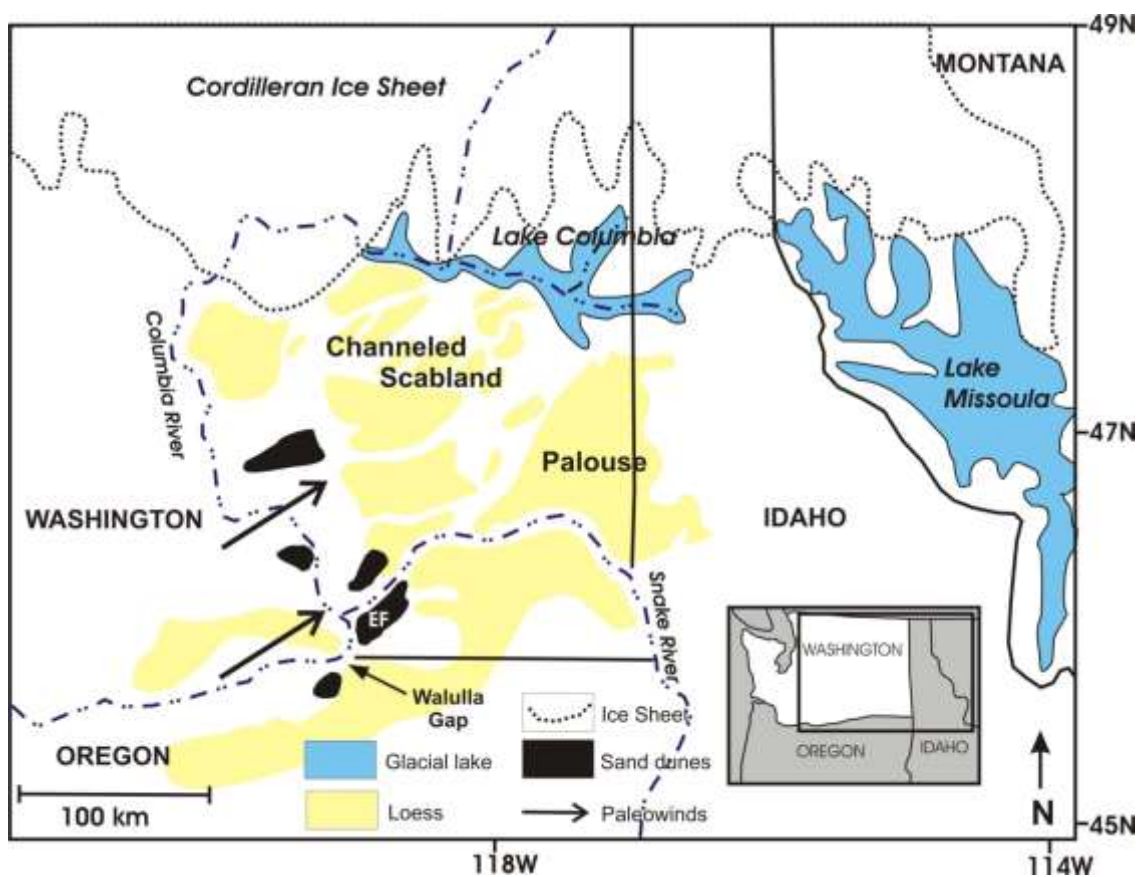 49N
MONTANA
Cordilleran Ice Sheet
Lake Columbia
Columbia River
Channeled
Scabland
Lake
Missoula
47N
Palouse
WASHINGTON
IDAHO
EF
Snake River
Walulla
Gap
WASHINGTON
OREGON
IDAHO
OREGON
Ice Sheet
Glacial lake
Sand dunes
Loess
Paleowinds
100 km
N
45N
118W
114W